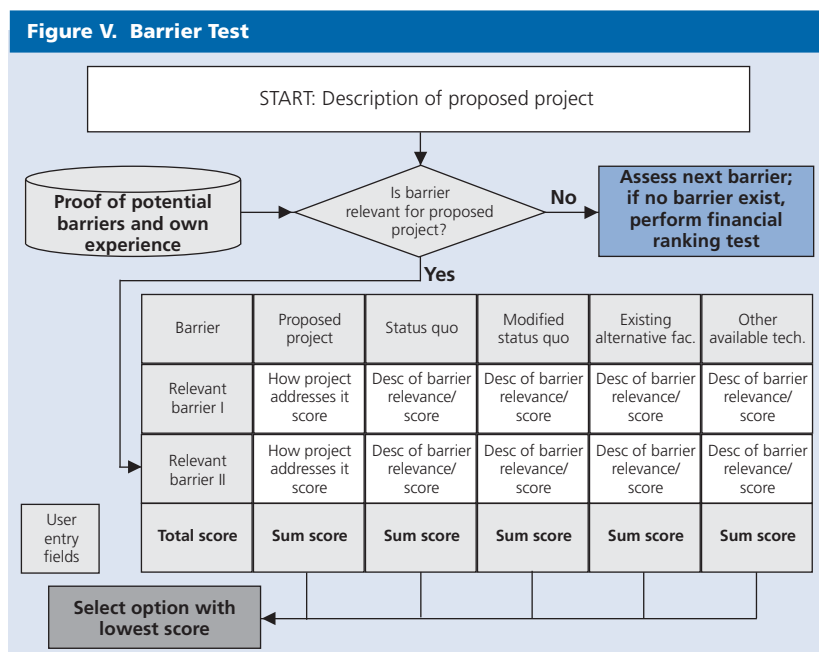 Figure V. Barrier Test
START: Description of proposed project
Proof of potential
barriers and own
experience
Is barrier
relevant for proposed
project?
No
Assess next barrier;
if no barrier exist,
perform financial
ranking test
Yes
Barrier
Proposed
project
Status quo
Modified
status quo
Existing
alternative fac.
Other
available tech.
Relevant
barrier I
How project
addresses it
score
Desc of barrier
relevance/
score
Desc of barrier
relevance/
score
Desc of barrier
relevance/
score
Desc of barrier
relevance/
score
Relevant
barrier II
How project
addresses it
score
Desc of barrier
relevance/
score
Desc of barrier
relevance/
score
Desc of barrier
relevance/
score
Desc of barrier
relevance/
score
User
entry
fields
Total score
Sum score
Sum score
Sum score
Sum score
Sum score
Select option with
lowest score